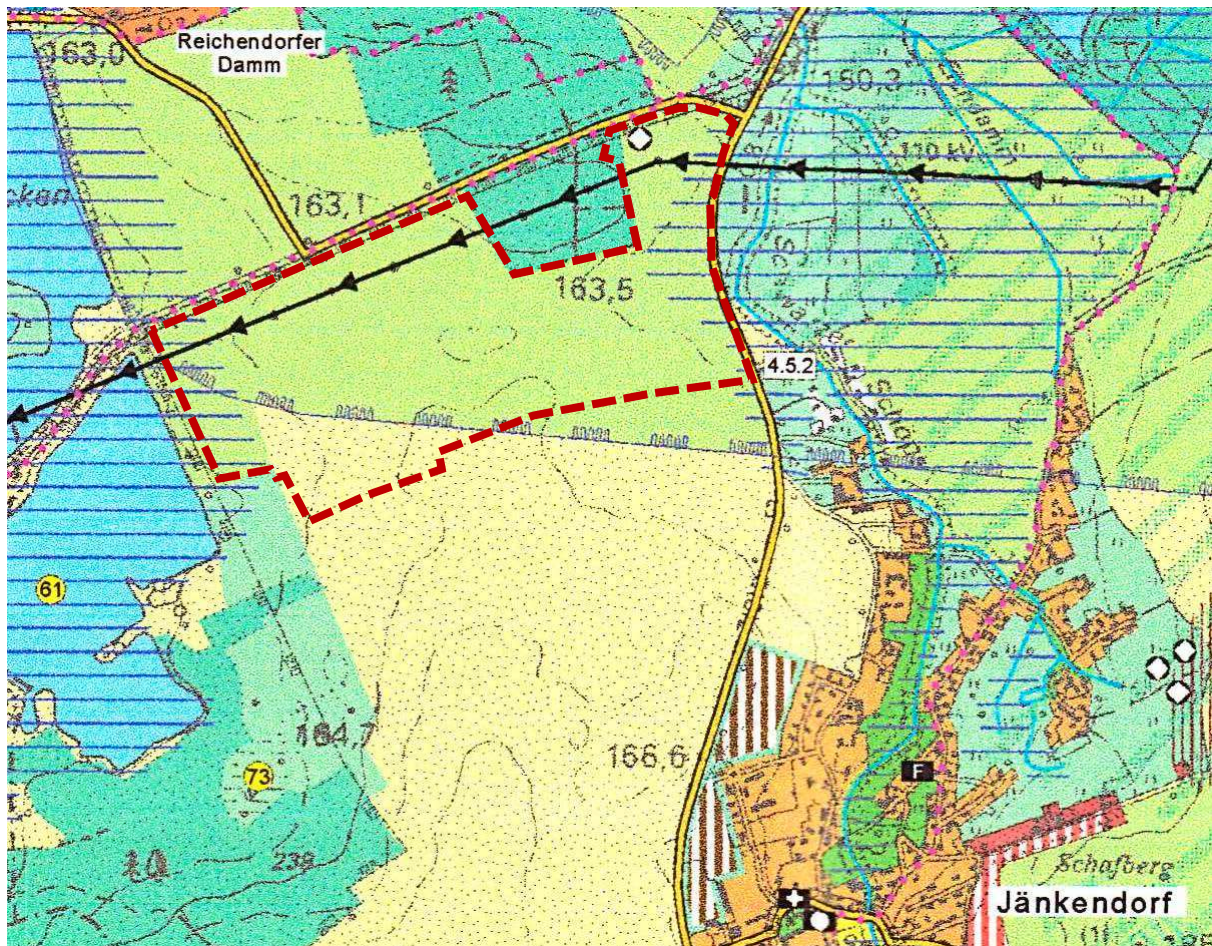 Reichendorfer
Damm
163,0
150,3
110 kV
163,1
163,5
4.5.2
61
164,7
166,6
73
F
239
Schafberg
Jänkendorf